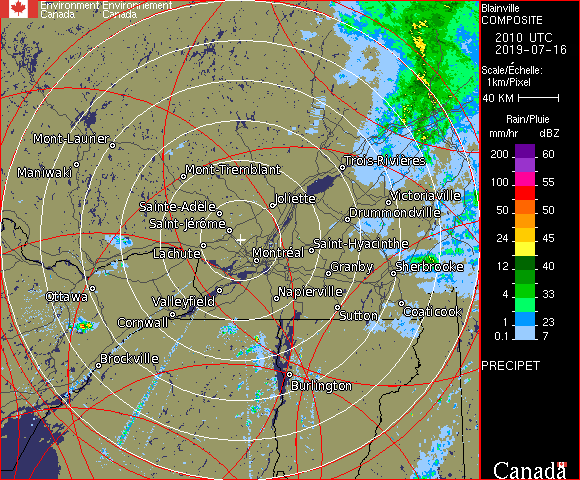 Environment Environnement
Canada Canada
Blainville
COMPOSITE
2010 UTC
2019-07-16
Scale/Échelle:
1km/Pixel
40 KM
Rain/Pluie
mm/hr dBZ
200 60
100 55
50 50
24 45
12 40
4 33
1 23
0.1 7
PRECIPET
Mont-Laurier
Maniwaki
Mont-Tremblant
Trois-Rivières
Sainte-Adele
Joliette
Victoriaville
Saint-Jérôme
Drummondville
Lachute
Montréal
Saint-Hyacinthe
Granby
Sherbrooke
Ottawa
Valleyfield
Napierville
Cornwall
Sutton
Coaticook
Brockville
Burlington
Canada